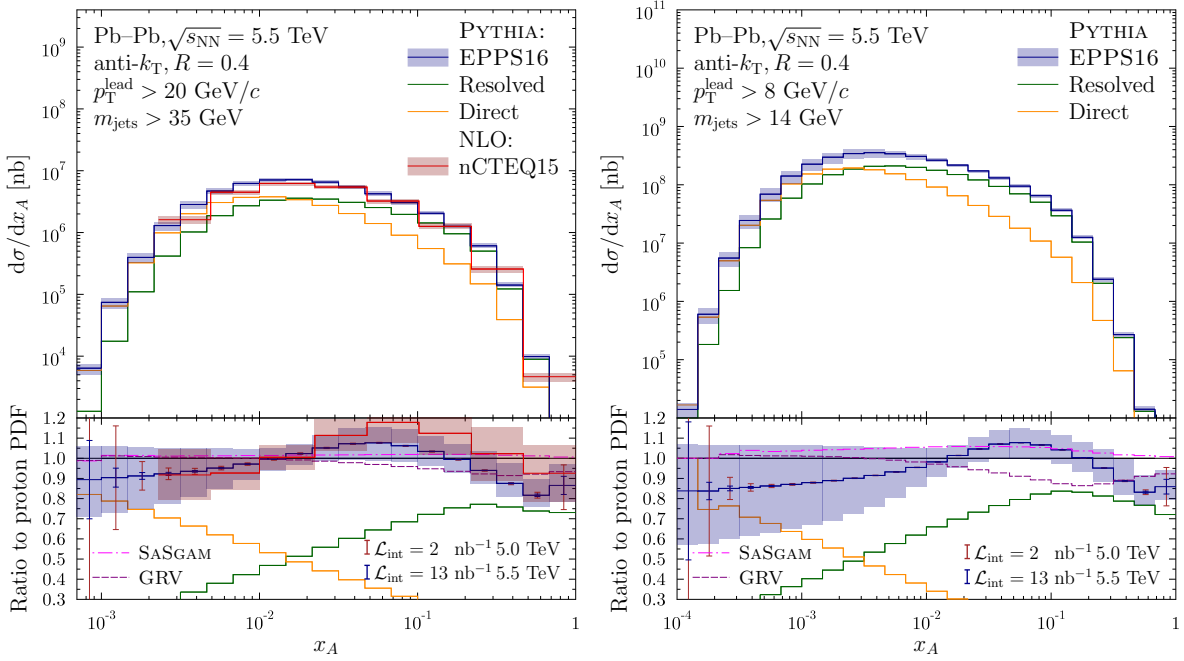 Pb–Pb, √s_NN = 5.5 TeV
anti-k_T, R = 0.4
p_T^lead > 20 GeV/c
m_jets > 35 GeV
PYTHIA:
EPPS16
Resolved
Direct
NLO:
nCTEQ15
dσ/dx_A [nb]
10^9
10^8
10^7
10^6
10^5
10^4
Ratio to proton PDF
1.2
1.1
1.0
0.9
0.8
0.7
0.6
0.5
0.4
0.3
SASGAM
GRV
ℒ_int = 2 nb^−1 5.0 TeV
ℒ_int = 13 nb^−1 5.5 TeV
10^−3 10^−2 10^−1 1
x_A
Pb–Pb, √s_NN = 5.5 TeV
anti-k_T, R = 0.4
p_T^lead > 8 GeV/c
m_jets > 14 GeV
PYTHIA
EPPS16
Resolved
Direct
dσ/dx_A [nb]
10^11
10^10
10^9
10^8
10^7
10^6
10^5
Ratio to proton PDF
1.2
1.1
1.0
0.9
0.8
0.7
0.6
0.5
0.4
0.3
SASGAM
GRV
ℒ_int = 2 nb^−1 5.0 TeV
ℒ_int = 13 nb^−1 5.5 TeV
10^−4 10^−3 10^−2 10^−1 1
x_A